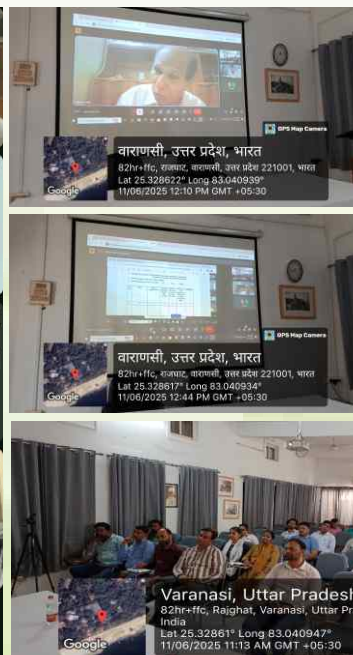 GPS Map Camera
वाराणसी, उत्तर प्रदेश, भारत
82hr+ffc, राजघाट, वाराणसी, उत्तर प्रदेश 221001, भारत
Lat 25.328622° Long 83.040939°
11/06/2025 12:10 PM GMT +05:30
Google
GPS Map Camera
वाराणसी, उत्तर प्रदेश, भारत
82hr+ffc, राजघाट, वाराणसी, उत्तर प्रदेश 221001, भारत
Lat 25.328617° Long 83.040934°
11/06/2025 12:44 PM GMT +05:30
Google
Varanasi, Uttar Pradesh
82hr+ffc, Rajghat, Varanasi, Uttar Pr
India
Lat 25.32861° Long 83.040947°
11/06/2025 11:13 AM GMT +05:30
Google